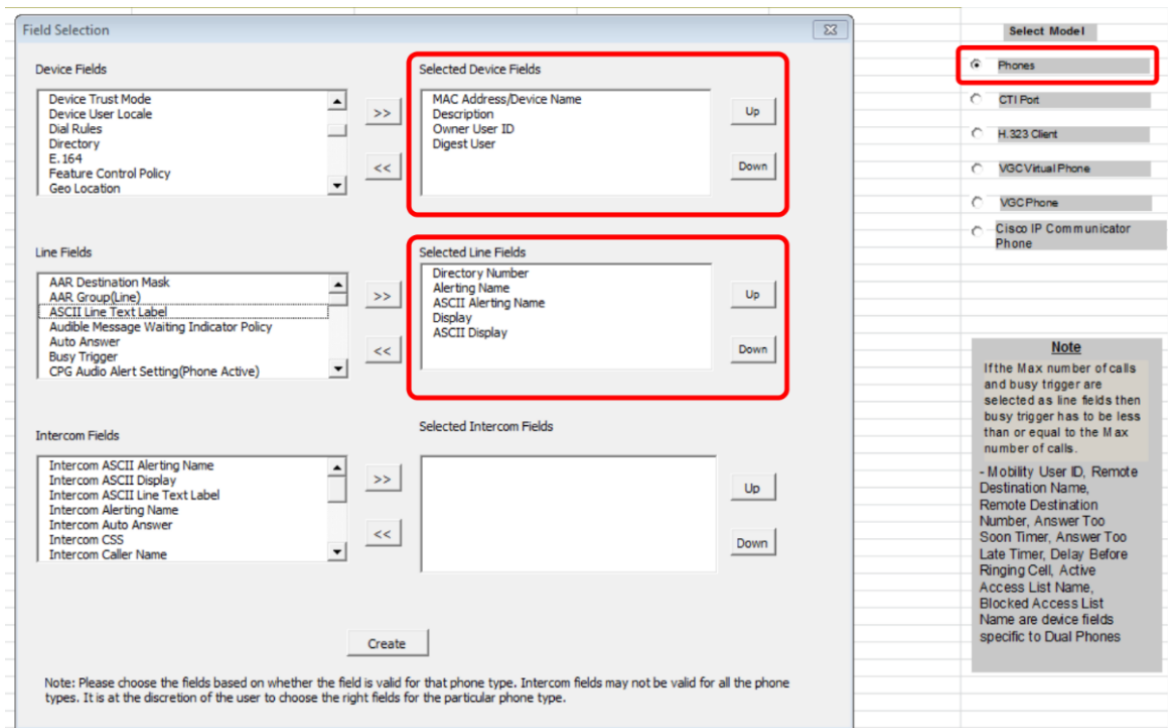 Field Selection
Device Fields
Device Trust Mode
Device User Locale
Dial Rules
Directory
E.164
Feature Control Policy
Geo Location
>>
<<
Selected Device Fields
MAC Address/Device Name
Description
Owner User ID
Digest User
Up
Down
Line Fields
AAR Destination Mask
AAR Group(Line)
ASCII Line Text Label
Audible Message Waiting Indicator Policy
Auto Answer
Busy Trigger
CPG Audio Alert Setting(Phone Active)
>>
<<
Selected Line Fields
Directory Number
Alerting Name
ASCII Alerting Name
Display
ASCII Display
Up
Down
Intercom Fields
Intercom ASCII Alerting Name
Intercom ASCII Display
Intercom ASCII Line Text Label
Intercom Alerting Name
Intercom Auto Answer
Intercom CSS
Intercom Caller Name
>>
<<
Selected Intercom Fields
Up
Down
Create
Note: Please choose the fields based on whether the field is valid for that phone type. Intercom fields may not be valid for all the phone
types. It is at the discretion of the user to choose the right fields for the particular phone type.
Select Model
Phones
CTI Port
H.323 Client
VGC Virtual Phone
VGC Phone
Cisco IP Communicator
Phone
Note
If the Max number of calls
and busy trigger are
selected as line fields then
busy trigger has to be less
than or equal to the Max
number of calls.
- Mobility User ID, Remote
Destination Name,
Remote Destination
Number, Answer Too
Soon Timer, Answer Too
Late Timer, Delay Before
Ringing Cell, Active
Access List Name,
Blocked Access List
Name are device fields
specific to Dual Phones